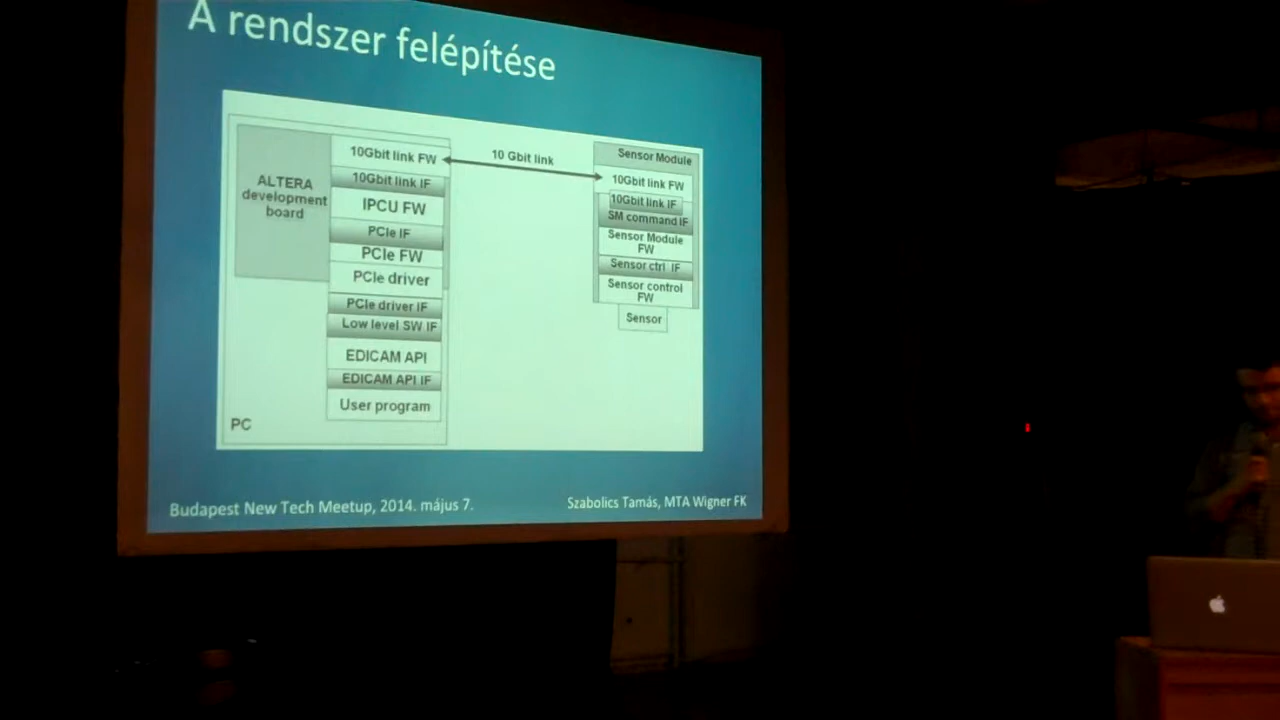 A rendszer felépítése
ALTERA
development
board
10Gbit link FW
10Gbit link IF
IPCU FW
PCIe IF
PCIe FW
PCIe driver
PCIe driver IF
Low level SW IF
EDICAM API
EDICAM API IF
User program
PC
10 Gbit link
Sensor Module
10Gbit link FW
10Gbit link IF
SM command IF
Sensor Module
FW
Sensor ctrl IF
Sensor control
FW
Sensor
Budapest New Tech Meetup, 2014. május 7.
Szabolics Tamás, MTA Wigner FK